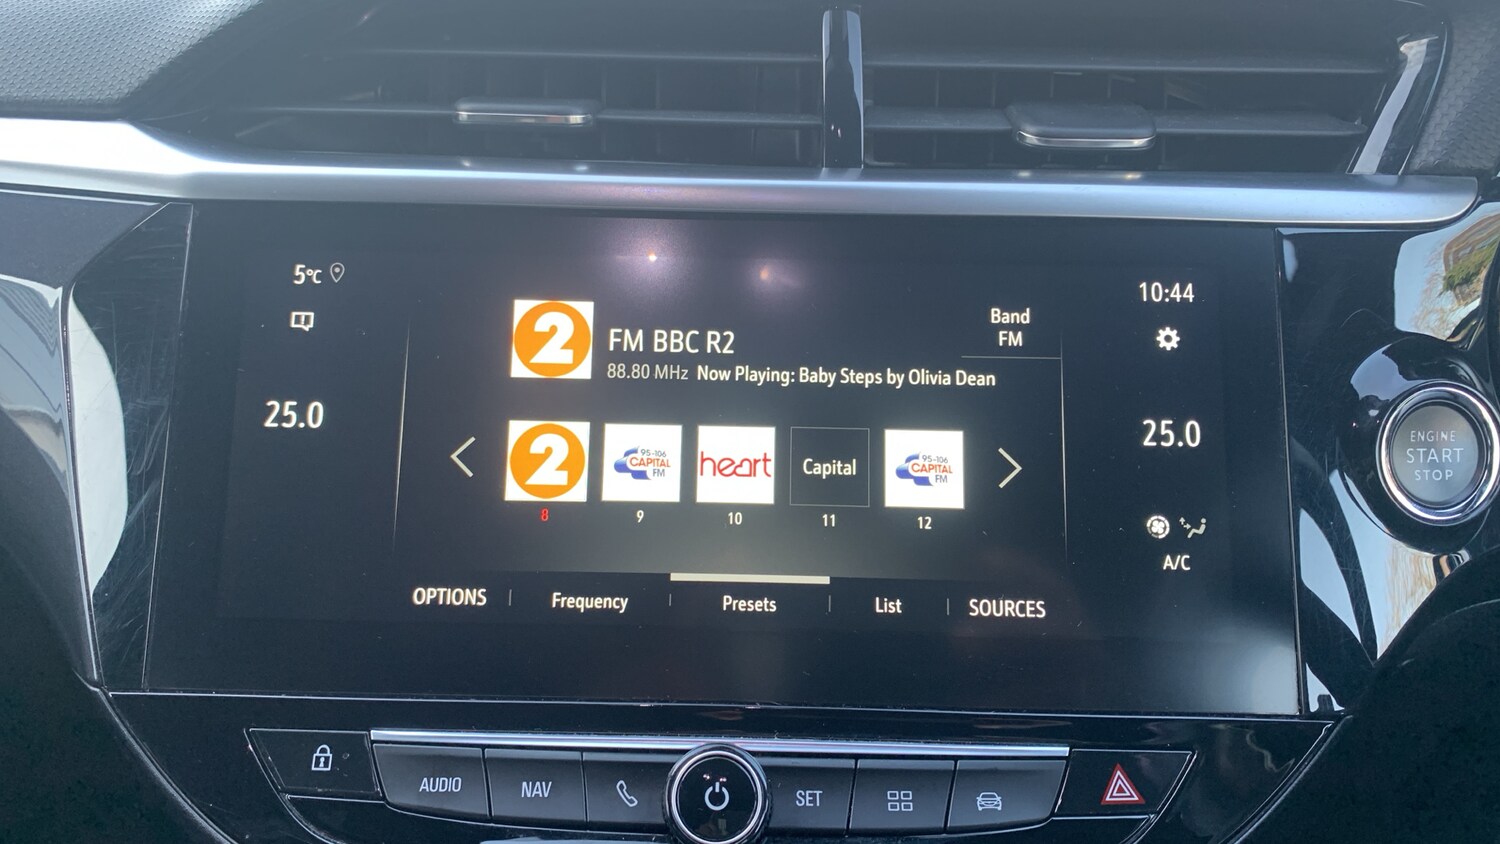 5°C
10:44
2
FM BBC R2
Band
FM
88.80 MHz Now Playing: Baby Steps by Olivia Dean
25.0
25.0
2
95-106
CAPITAL
FM
heart
Capital
95-106
CAPITAL
FM
8
9
10
11
12
A/C
OPTIONS
Frequency
Presets
List
SOURCES
ENGINE
START
STOP
AUDIO
NAV
SET